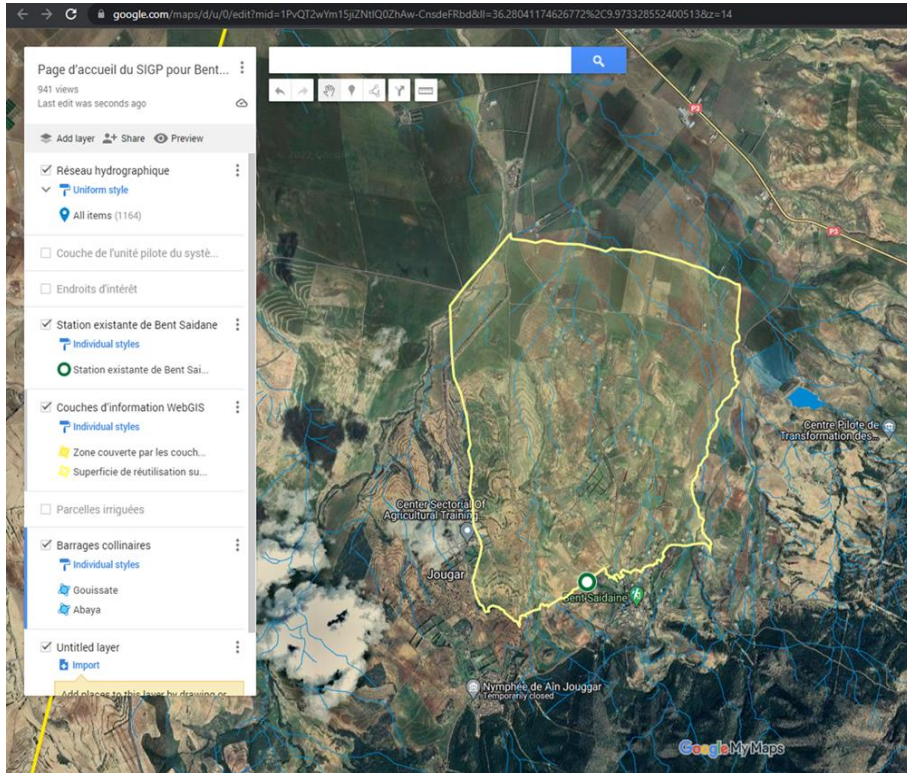 google.com/maps/d/u/0/edit?mid=1PvQT2wYm15jiZNtIQ0ZhAw-CnsdeFRbd&ll=36.28041174626772%2C9.973328552400513&z=14
Page d'accueil du SIGP pour Bent...
941 views
Last edit was seconds ago
Add layer Share Preview
Réseau hydrographique
Uniform style
All items (1164)
Couche de l'unité pilote du systè...
Endroits d'intérêt
Station existante de Bent Saidane
Individual styles
Station existante de Bent Sai...
Couches d'information WebGIS
Individual styles
Zone couverte par les couch...
Superficie de réutilisation su...
Parcelles irriguées
Barrages collinaires
Individual styles
Gouissate
Abaya
Untitled layer
Import
Add places to this layer by drawing or
P3
P3
Centre Pilote de
Transformation des...
Center Sectorial Of
Agricultural Training...
Jougar
Bent Saidaine
Nymphée de Aïn Jouggar
Temporarily closed
Google My Maps